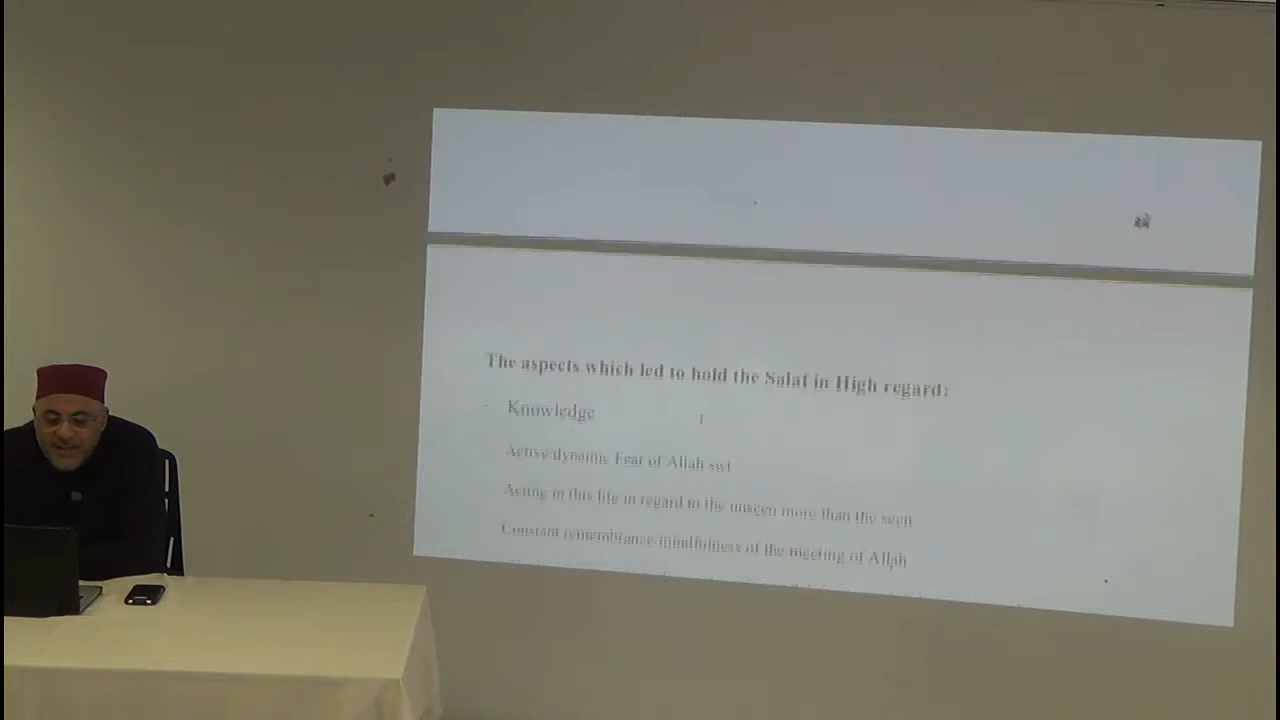 The aspects which led to hold the Salaf in High regard:
- Knowledge
Active dynamic Fear of Allah swt
Acting in this life in regard to the unseen more than the seen
Constant remembranse mindfulness of the meeting of Allah